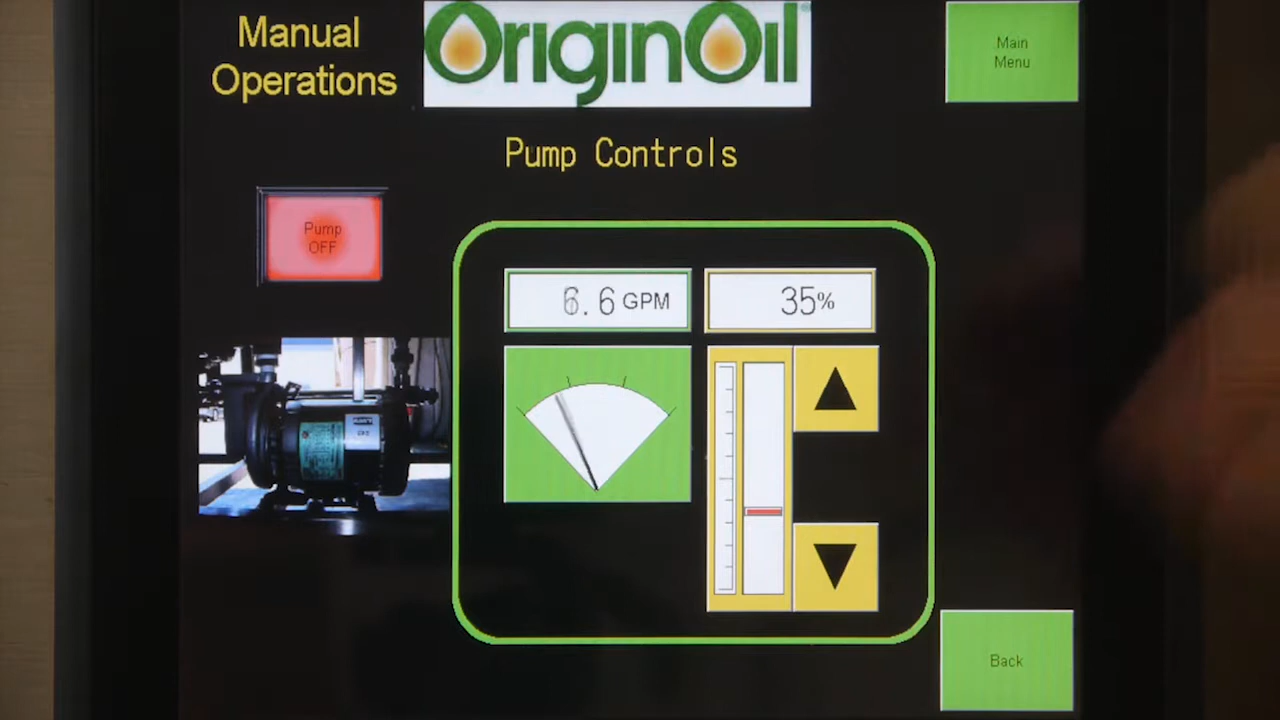 Manual
Operations
OriginOil
Main
Menu
Pump Controls
Pump
OFF
6.6 GPM
35%
Back